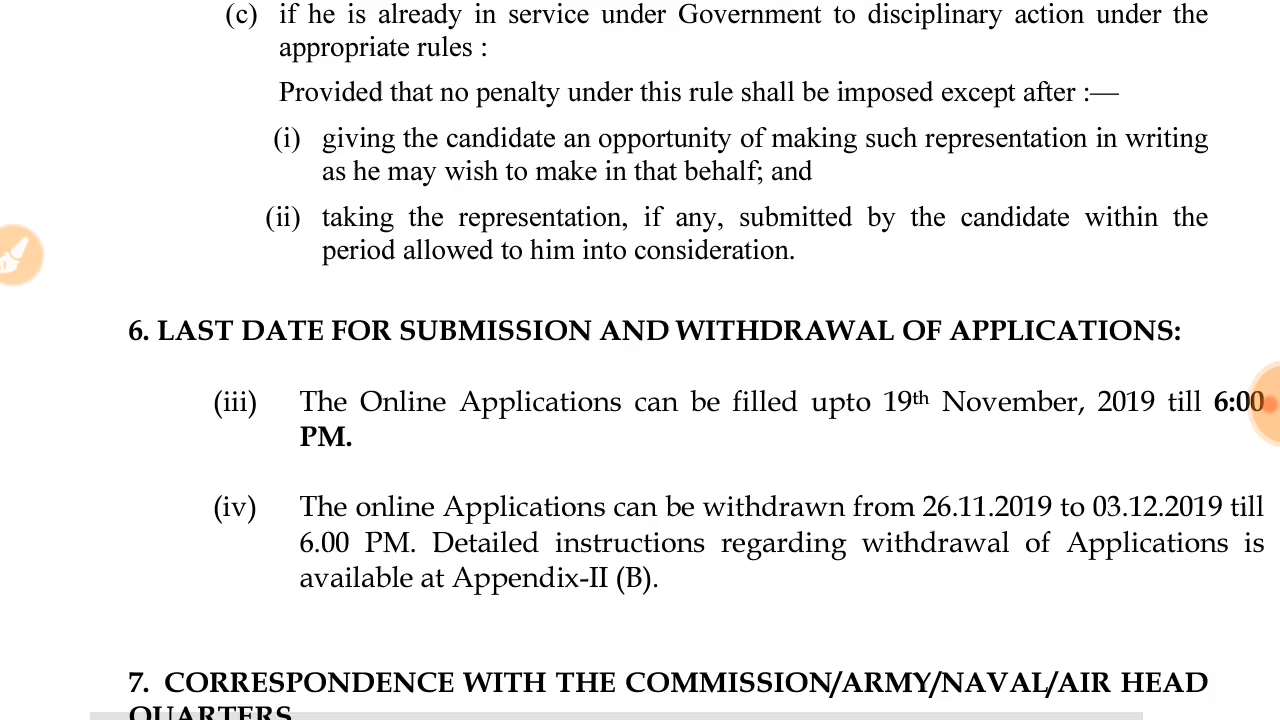 (c) if he is already in service under Government to disciplinary action under the
appropriate rules :
Provided that no penalty under this rule shall be imposed except after :—
(i) giving the candidate an opportunity of making such representation in writing
as he may wish to make in that behalf; and
(ii) taking the representation, if any, submitted by the candidate within the
period allowed to him into consideration.
6. LAST DATE FOR SUBMISSION AND WITHDRAWAL OF APPLICATIONS:
(iii) The Online Applications can be filled upto 19th November, 2019 till 6:00
PM.
(iv) The online Applications can be withdrawn from 26.11.2019 to 03.12.2019 till
6.00 PM. Detailed instructions regarding withdrawal of Applications is
available at Appendix-II (B).
7. CORRESPONDENCE WITH THE COMMISSION/ARMY/NAVAL/AIR HEAD
QUARTERS